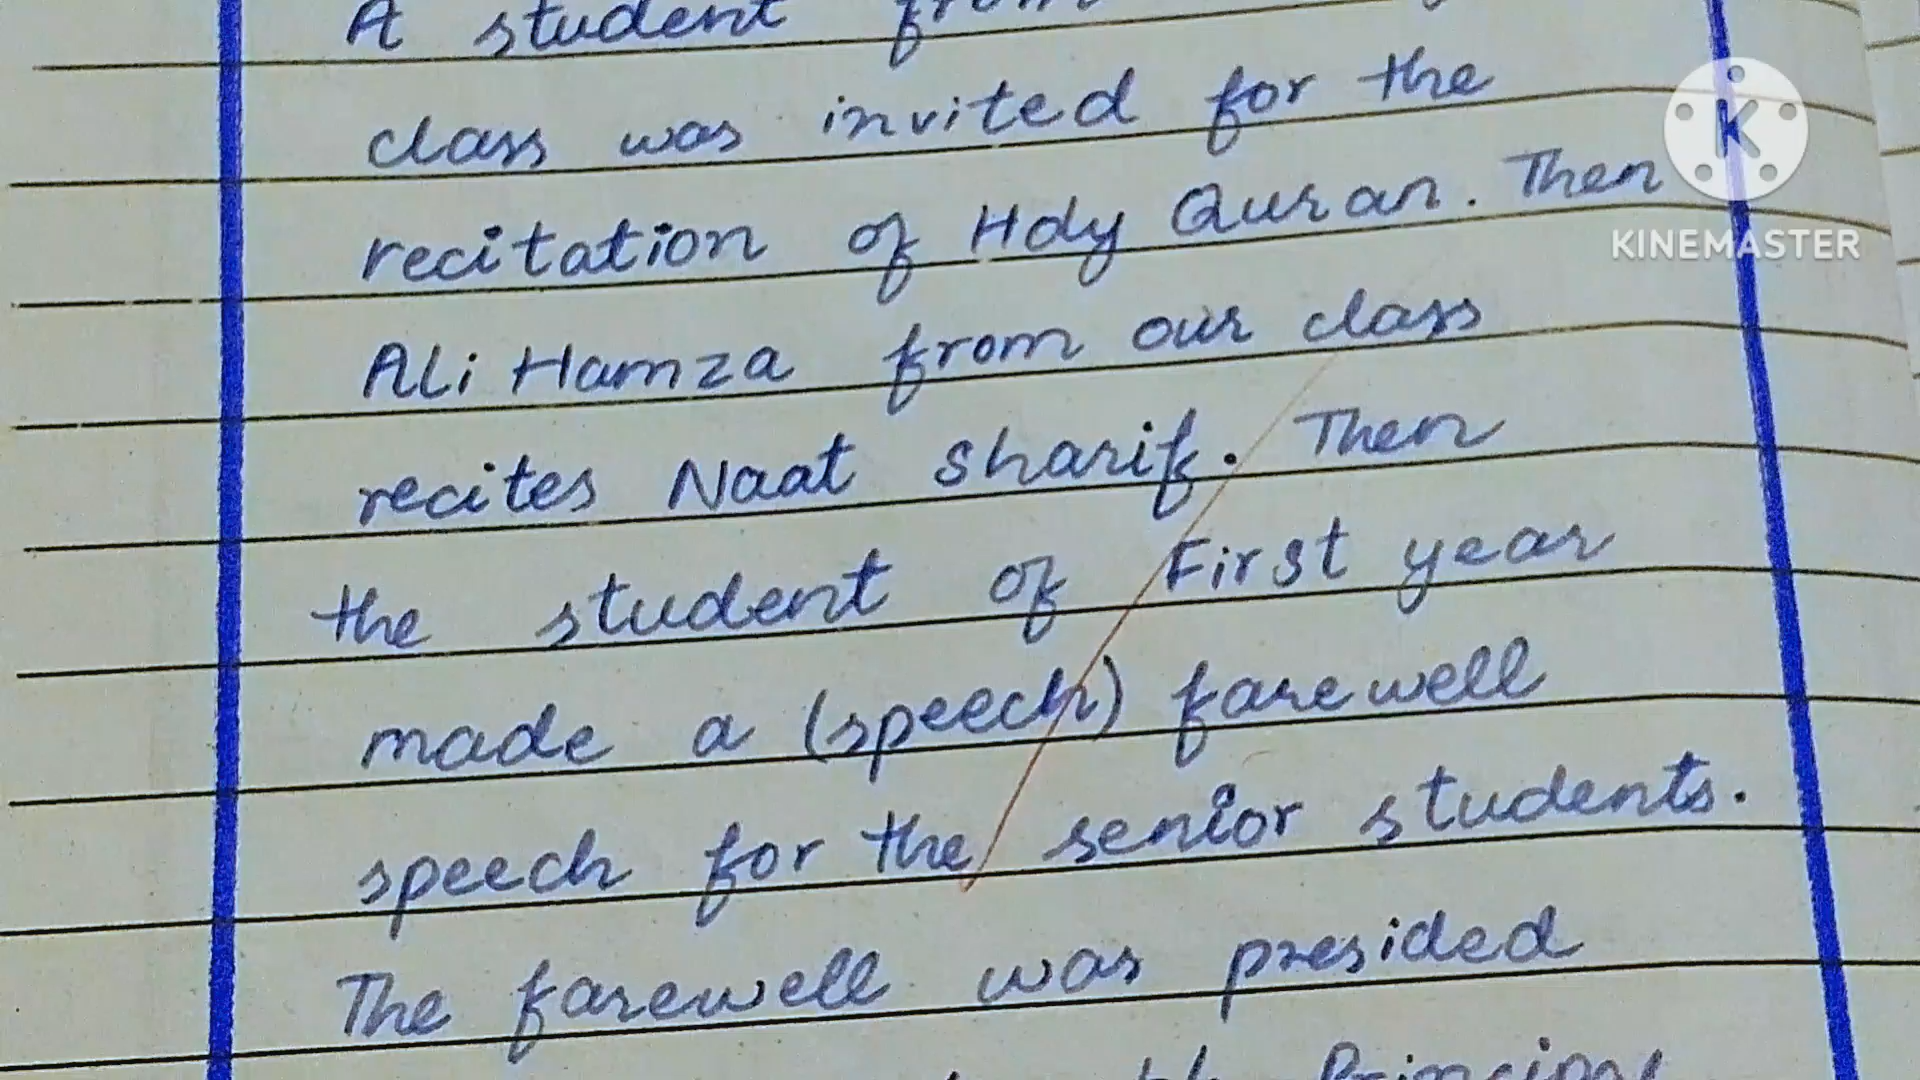 A student from
class was invited for the
recitation of Holy Quran. Then
Ali Hamza from our class
recites Naat Sharif. Then
the student of First year
made a (speech) farewell
speech for the senior students.
The farewell was presided
Principal
K
KINEMASTER